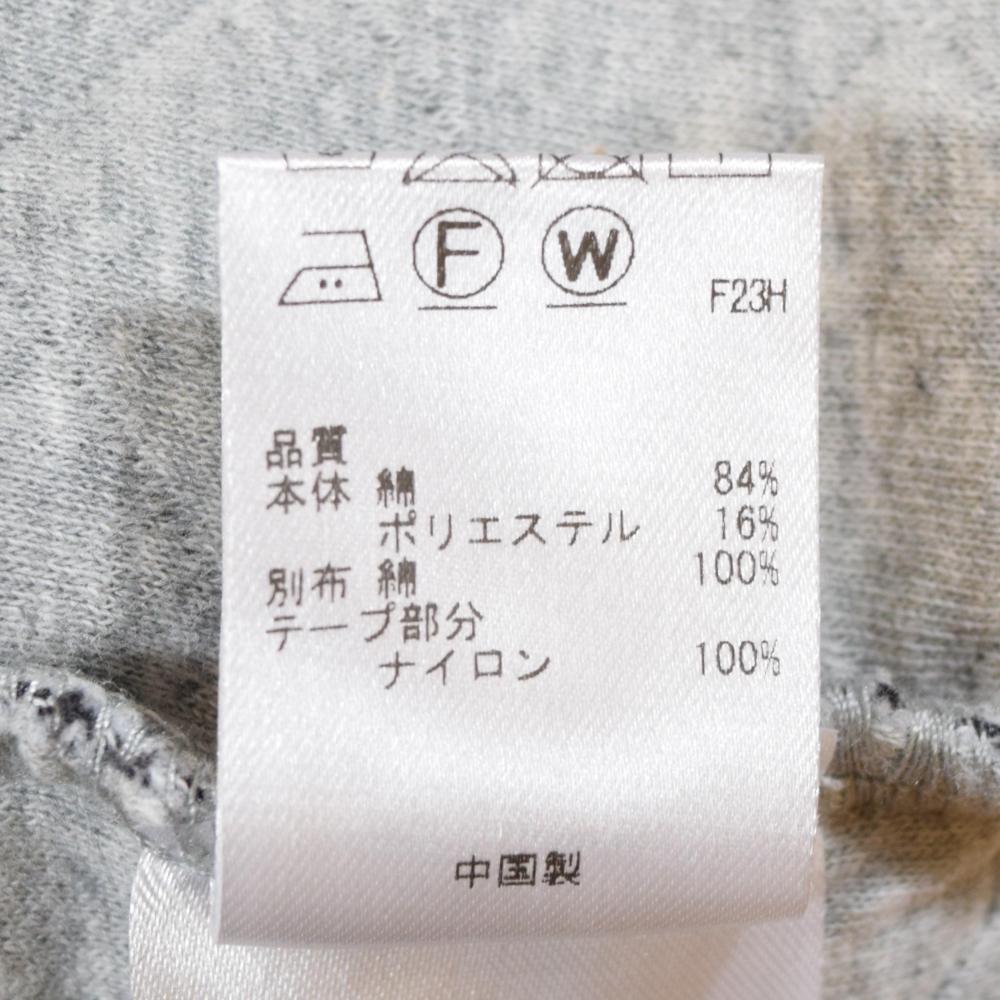 F W
F23H
品質
本体 綿 84%
ポリエステル 16%
別布 綿 100%
テープ部分
ナイロン 100%
中国製